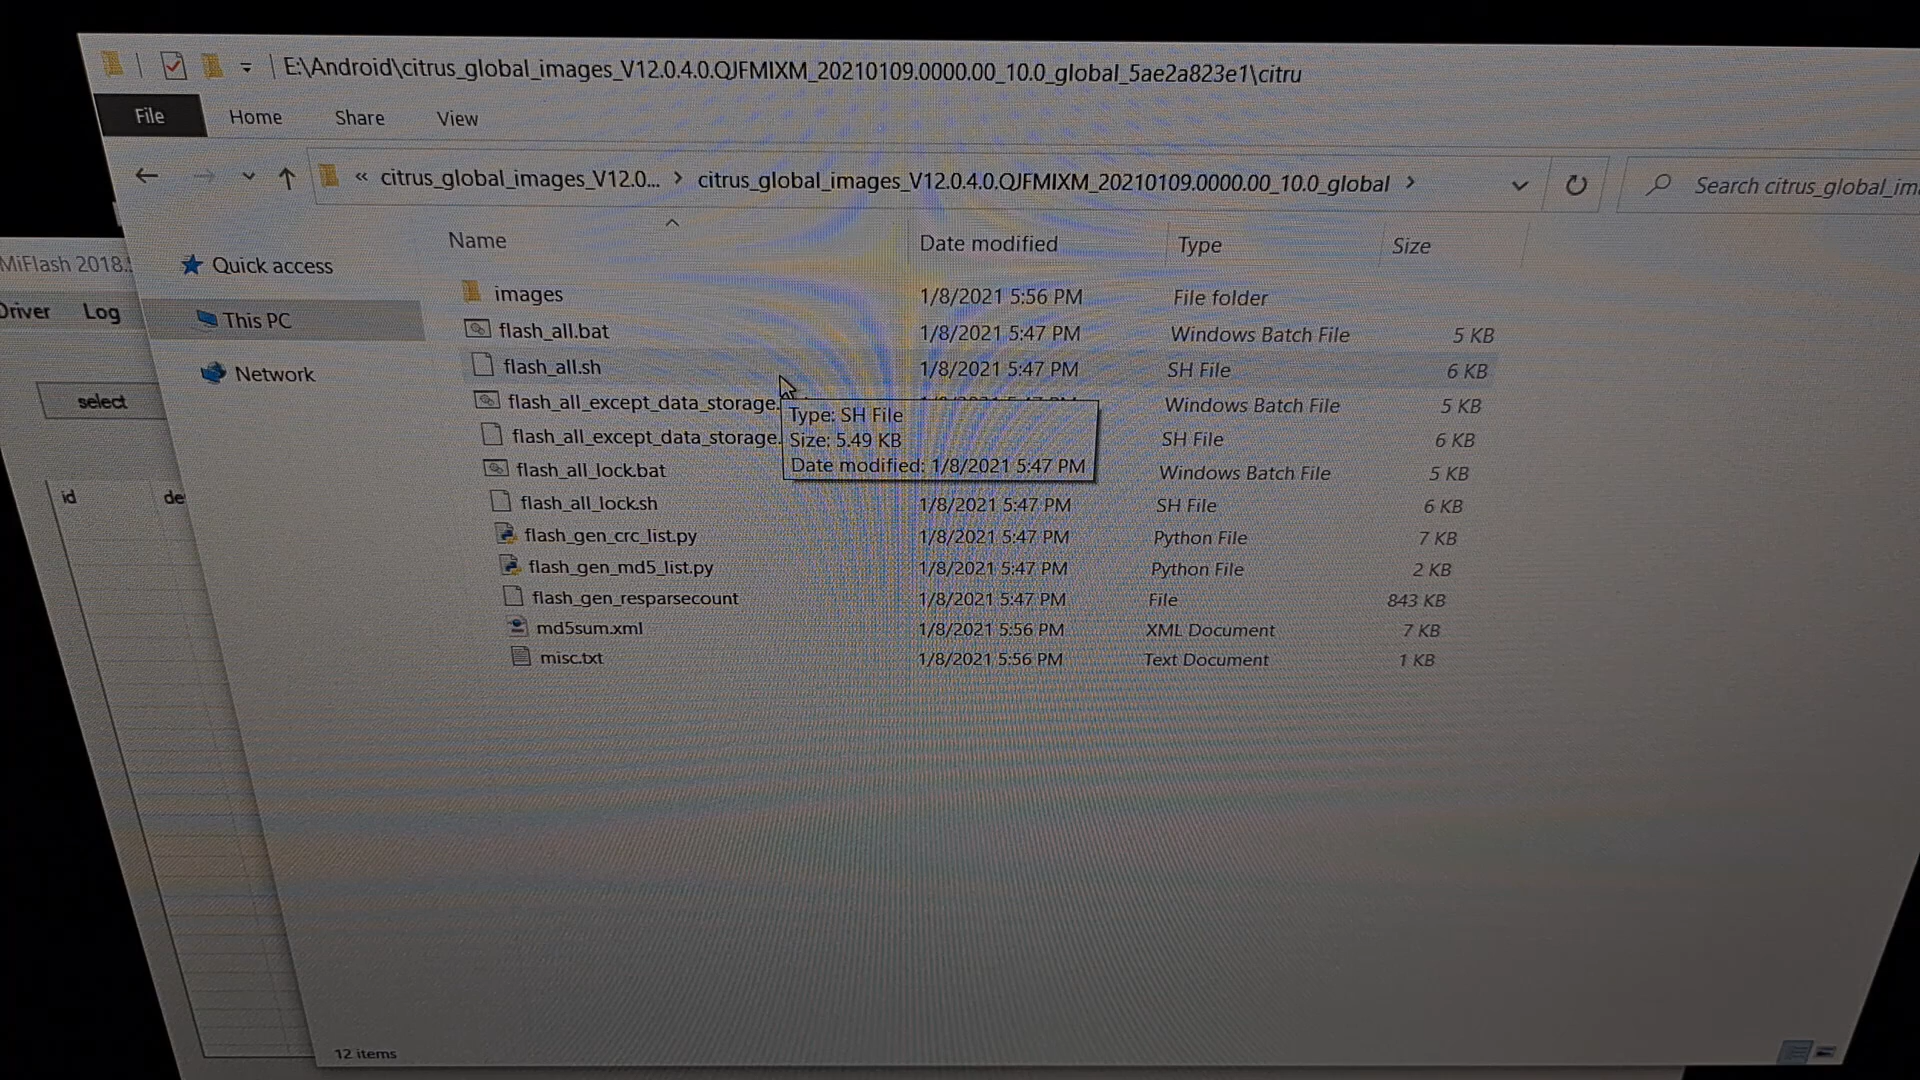 E:\Android\citrus_global_images_V12.0.4.0.QJFMIXM_20210109.0000.00_10.0_global_5ae2a823e1\citru
File Home Share View
« citrus_global_images_V12.0... > citrus_global_images_V12.0.4.0.QJFMIXM_20210109.0000.00_10.0_global > Search citrus_global_im
Name Date modified Type Size
MiFlash 2018.
Driver Log
select
id de
Quick access
This PC
Network
images 1/8/2021 5:56 PM File folder
flash_all.bat 1/8/2021 5:47 PM Windows Batch File 5 KB
flash_all.sh 1/8/2021 5:47 PM SH File 6 KB
flash_all_except_data_storage. Windows Batch File 5 KB
flash_all_except_data_storage. SH File 6 KB
Type: SH File
Size: 5.49 KB
Date modified: 1/8/2021 5:47 PM
flash_all_lock.bat Windows Batch File 5 KB
flash_all_lock.sh 1/8/2021 5:47 PM SH File 6 KB
flash_gen_crc_list.py 1/8/2021 5:47 PM Python File 7 KB
flash_gen_md5_list.py 1/8/2021 5:47 PM Python File 2 KB
flash_gen_resparsecount 1/8/2021 5:47 PM File 843 KB
md5sum.xml 1/8/2021 5:56 PM XML Document 7 KB
misc.txt 1/8/2021 5:56 PM Text Document 1 KB
12 items